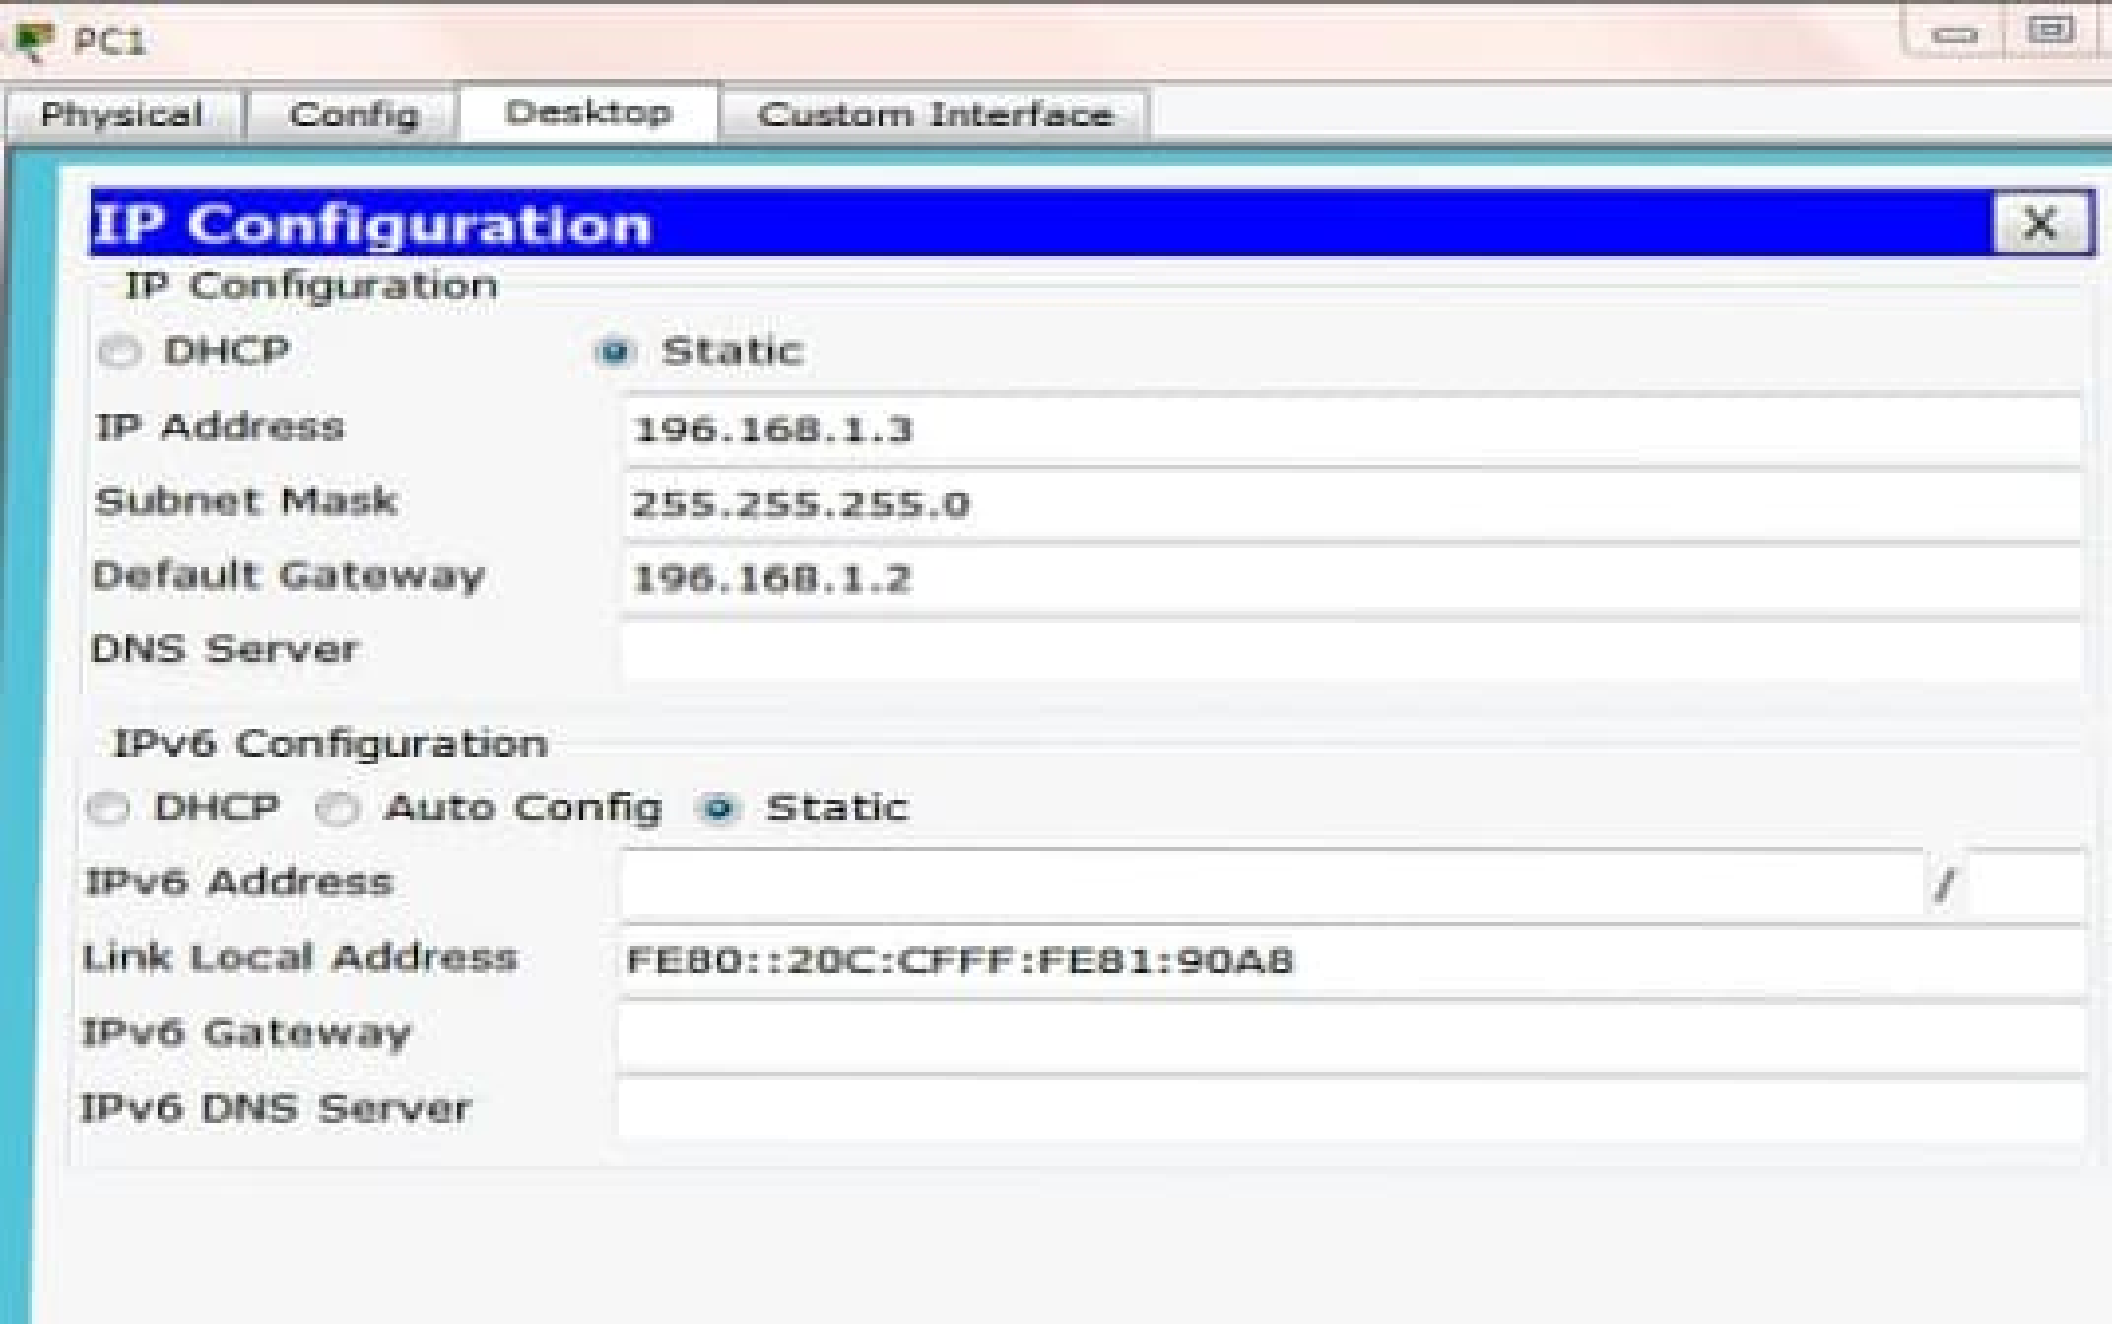 PC1
Physical Config Desktop Custom Interface
IP Configuration X
IP Configuration
DHCP Static
IP Address 196.168.1.3
Subnet Mask 255.255.255.0
Default Gateway 196.168.1.2
DNS Server
IPv6 Configuration
DHCP Auto Config Static
IPv6 Address /
Link Local Address FE80::20C:CFFF:FE81:90A8
IPv6 Gateway
IPv6 DNS Server